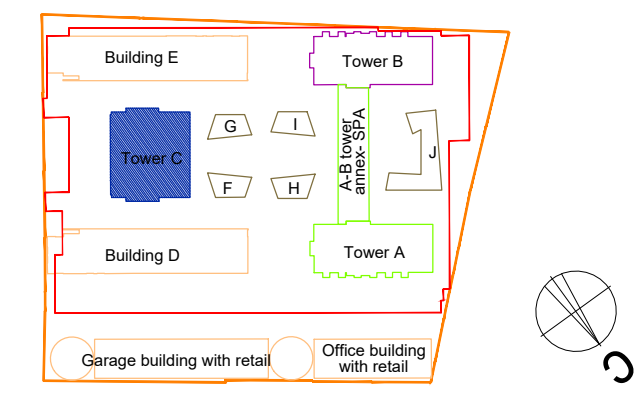 Building E
Tower B
G
I
A-B tower
annex- SPA
J
Tower C
F
H
Building D
Tower A
Garage building with retail
Office building
with retail
C